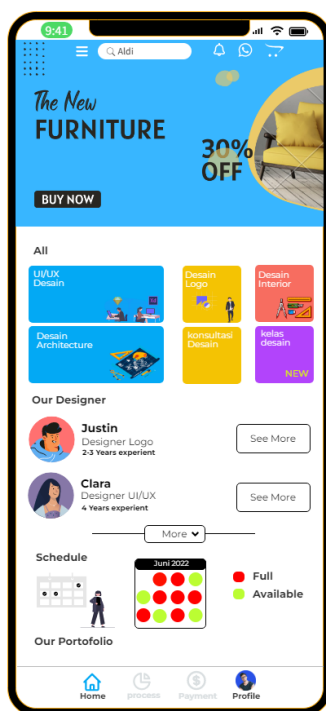 9:41
Aldi
The New
FURNITURE
30%
OFF
BUY NOW
All
UI/UX
Desain
Desain
Logo
Desain
Interior
Desain
Architecture
konsultasi
Desain
kelas
desain
NEW
Our Designer
Justin
Designer Logo
2-3 Years experient
See More
Clara
Designer UI/UX
4 Years experient
See More
More
Schedule
Juni 2022
Full
Available
Our Portofolio
Home
process
Payment
Profile